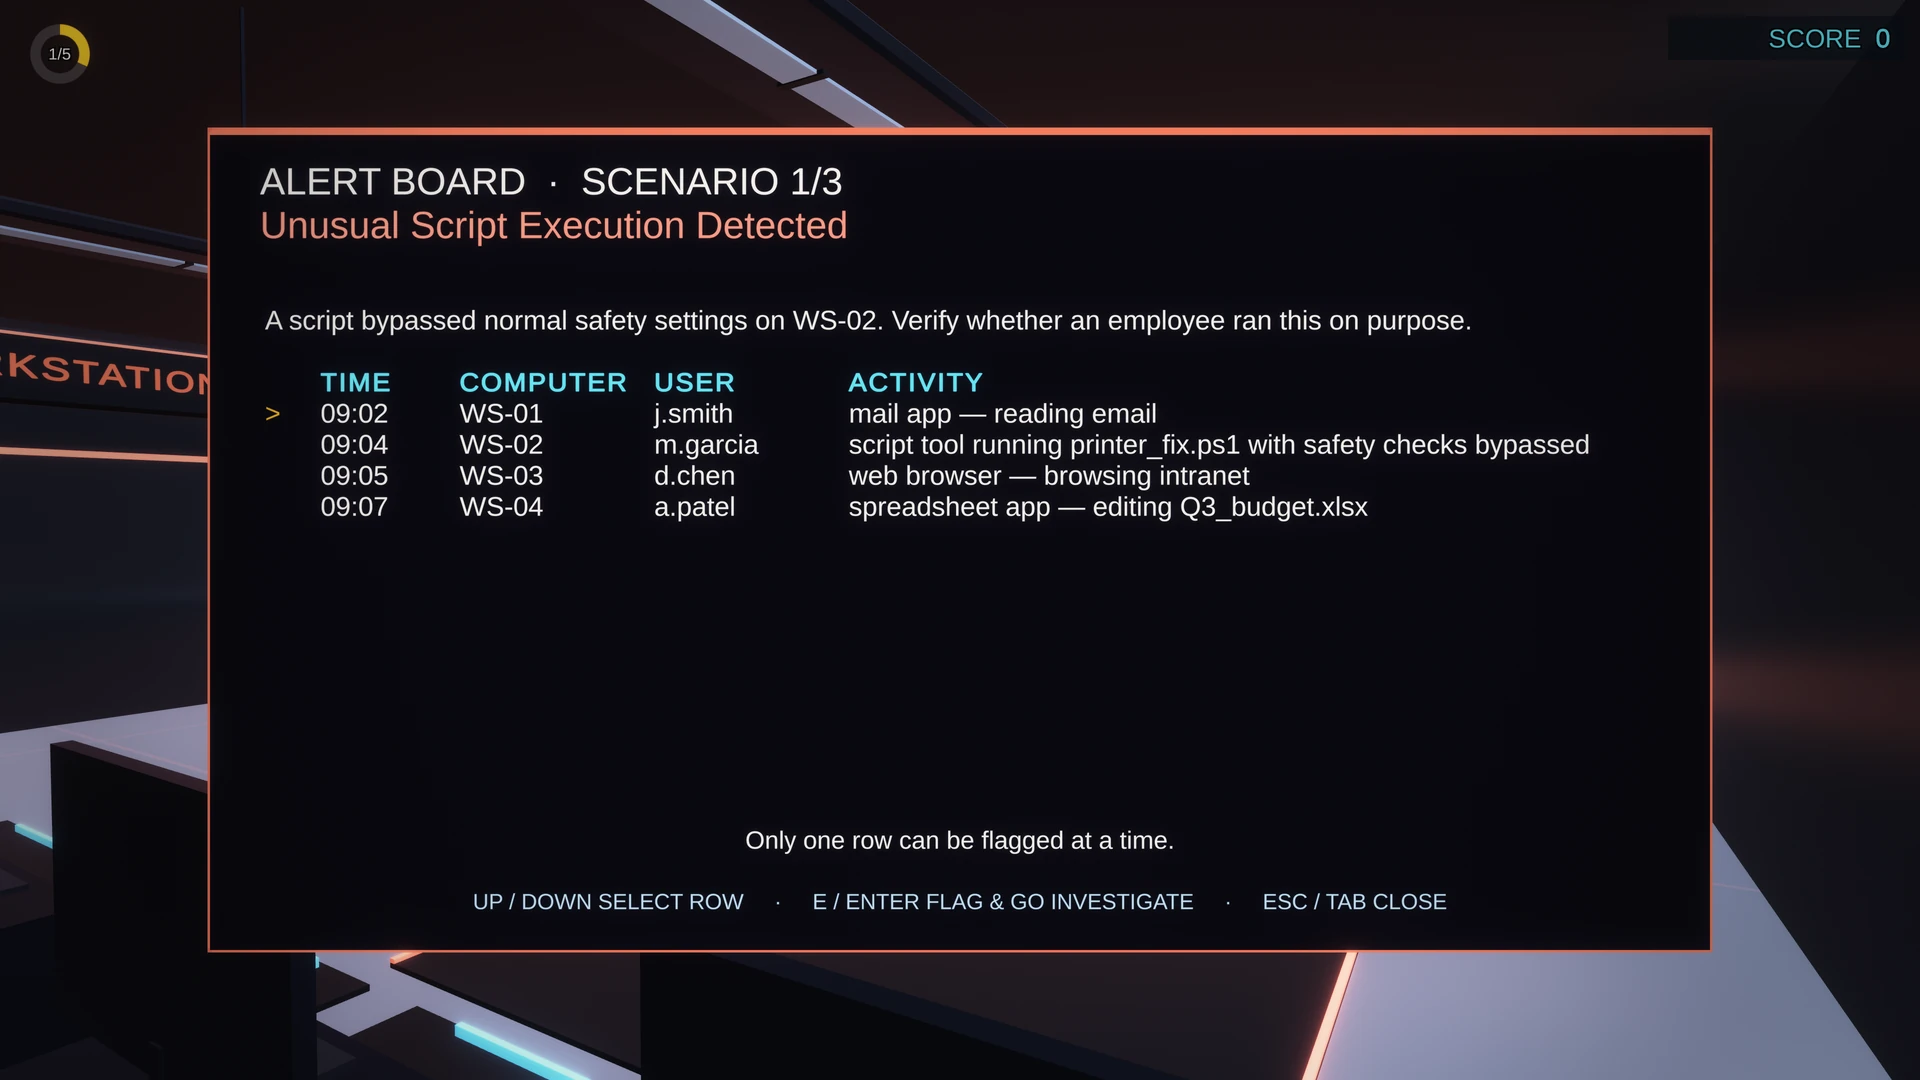 1/5
SCORE 0
ALERT BOARD · SCENARIO 1/3
Unusual Script Execution Detected
A script bypassed normal safety settings on WS-02. Verify whether an employee ran this on purpose.
TIME COMPUTER USER ACTIVITY
> 09:02 WS-01 j.smith mail app — reading email
09:04 WS-02 m.garcia script tool running printer_fix.ps1 with safety checks bypassed
09:05 WS-03 d.chen web browser — browsing intranet
09:07 WS-04 a.patel spreadsheet app — editing Q3_budget.xlsx
RKSTATION
Only one row can be flagged at a time.
UP / DOWN SELECT ROW · E / ENTER FLAG & GO INVESTIGATE · ESC / TAB CLOSE